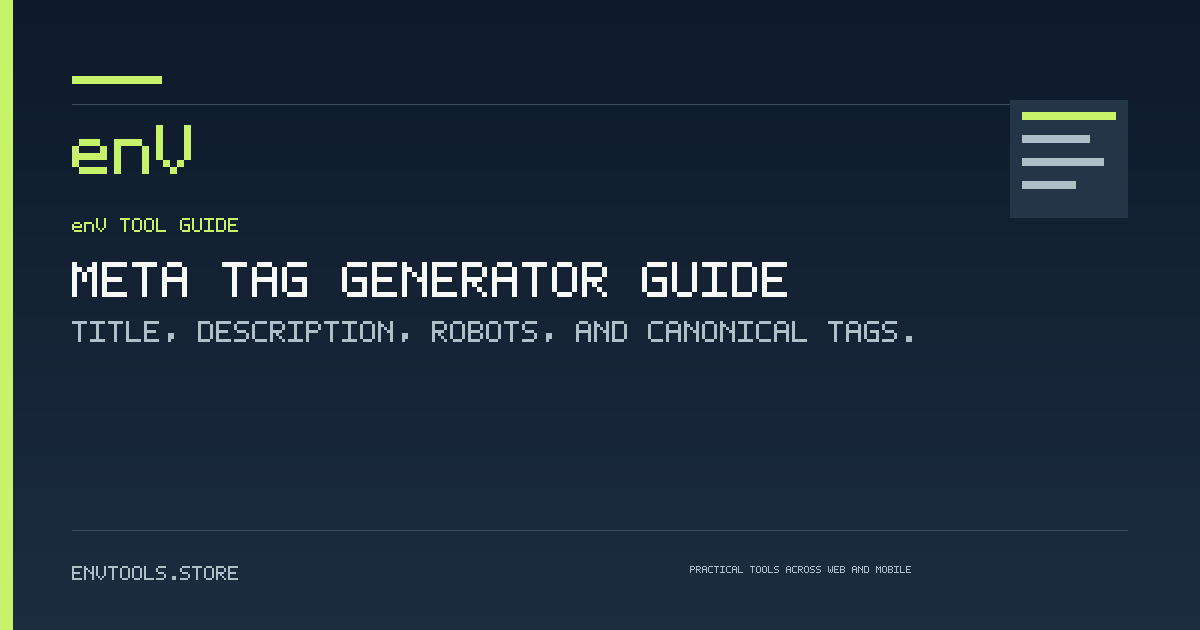 enV
enV TOOL GUIDE
META TAG GENERATOR GUIDE
TITLE, DESCRIPTION, ROBOTS, AND CANONICAL TAGS.
ENVTOOLS.STORE
PRACTICAL TOOLS ACROSS WEB AND MOBILE